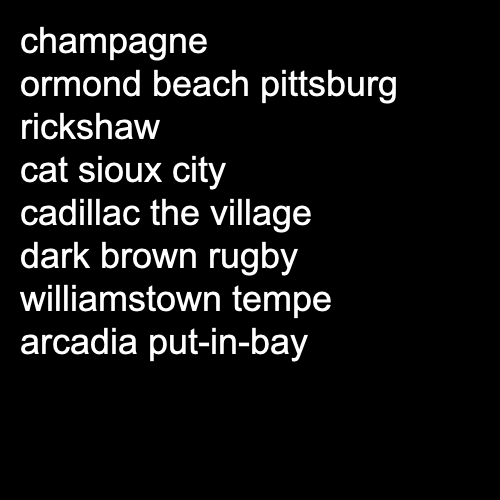 champagne
ormond beach pittsburg
rickshaw
cat sioux city
cadillac the village
dark brown rugby
williamstown tempe
arcadia put-in-bay